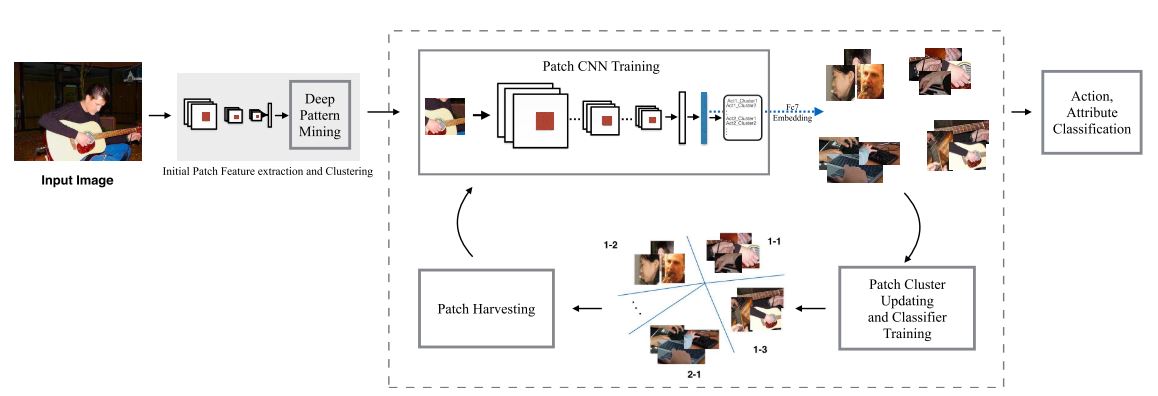 Input Image
Deep
Pattern
Mining
Initial Patch Feature extraction and Clustering
Patch CNN Training
Act1_Cluster1
Act1_Cluster7
Act2_Cluster1
Act2_Cluster2
Fc7
Embedding
Action,
Attribute
Classification
Patch Cluster
Updating
and Classifier
Training
1-1
1-2
1-3
2-1
Patch Harvesting